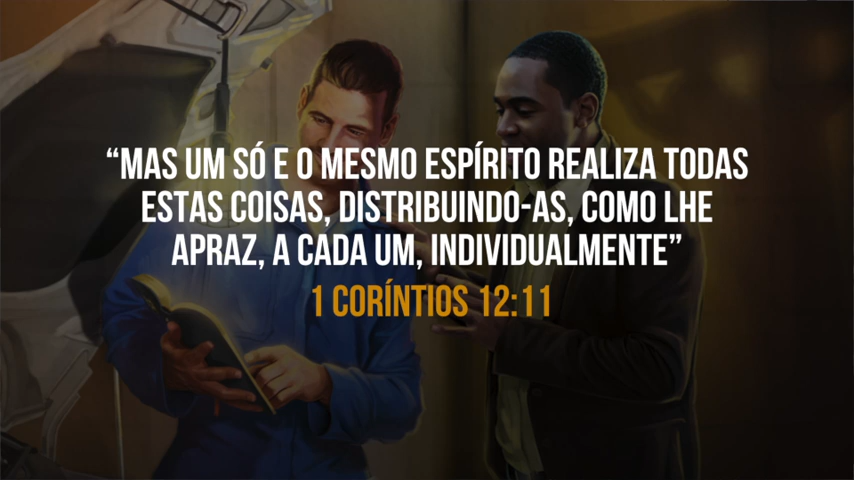 “MAS UM SÓ E O MESMO ESPÍRITO REALIZA TODAS
ESTAS COISAS, DISTRIBUINDO-AS, COMO LHE
APRAZ, A CADA UM, INDIVIDUALMENTE”
1 CORÍNTIOS 12:11